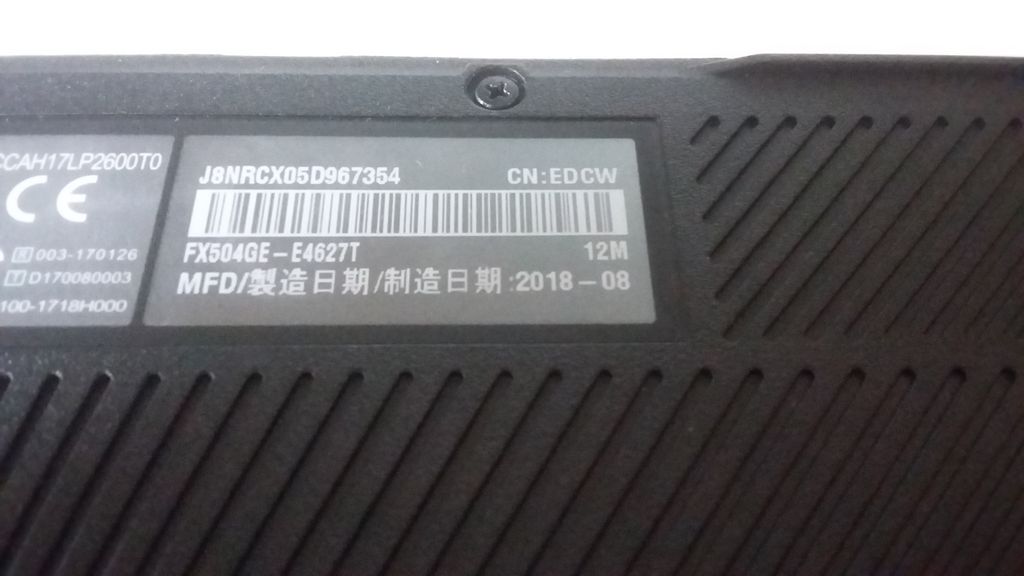 CCAH17LP2600T0
CE
R 003-170126
T D170080003
100-1718H000
J8NRCX05D967354 CN:EDCW
FX504GE-E4627T 12M
MFD/製造日期/制造日期:2018-08